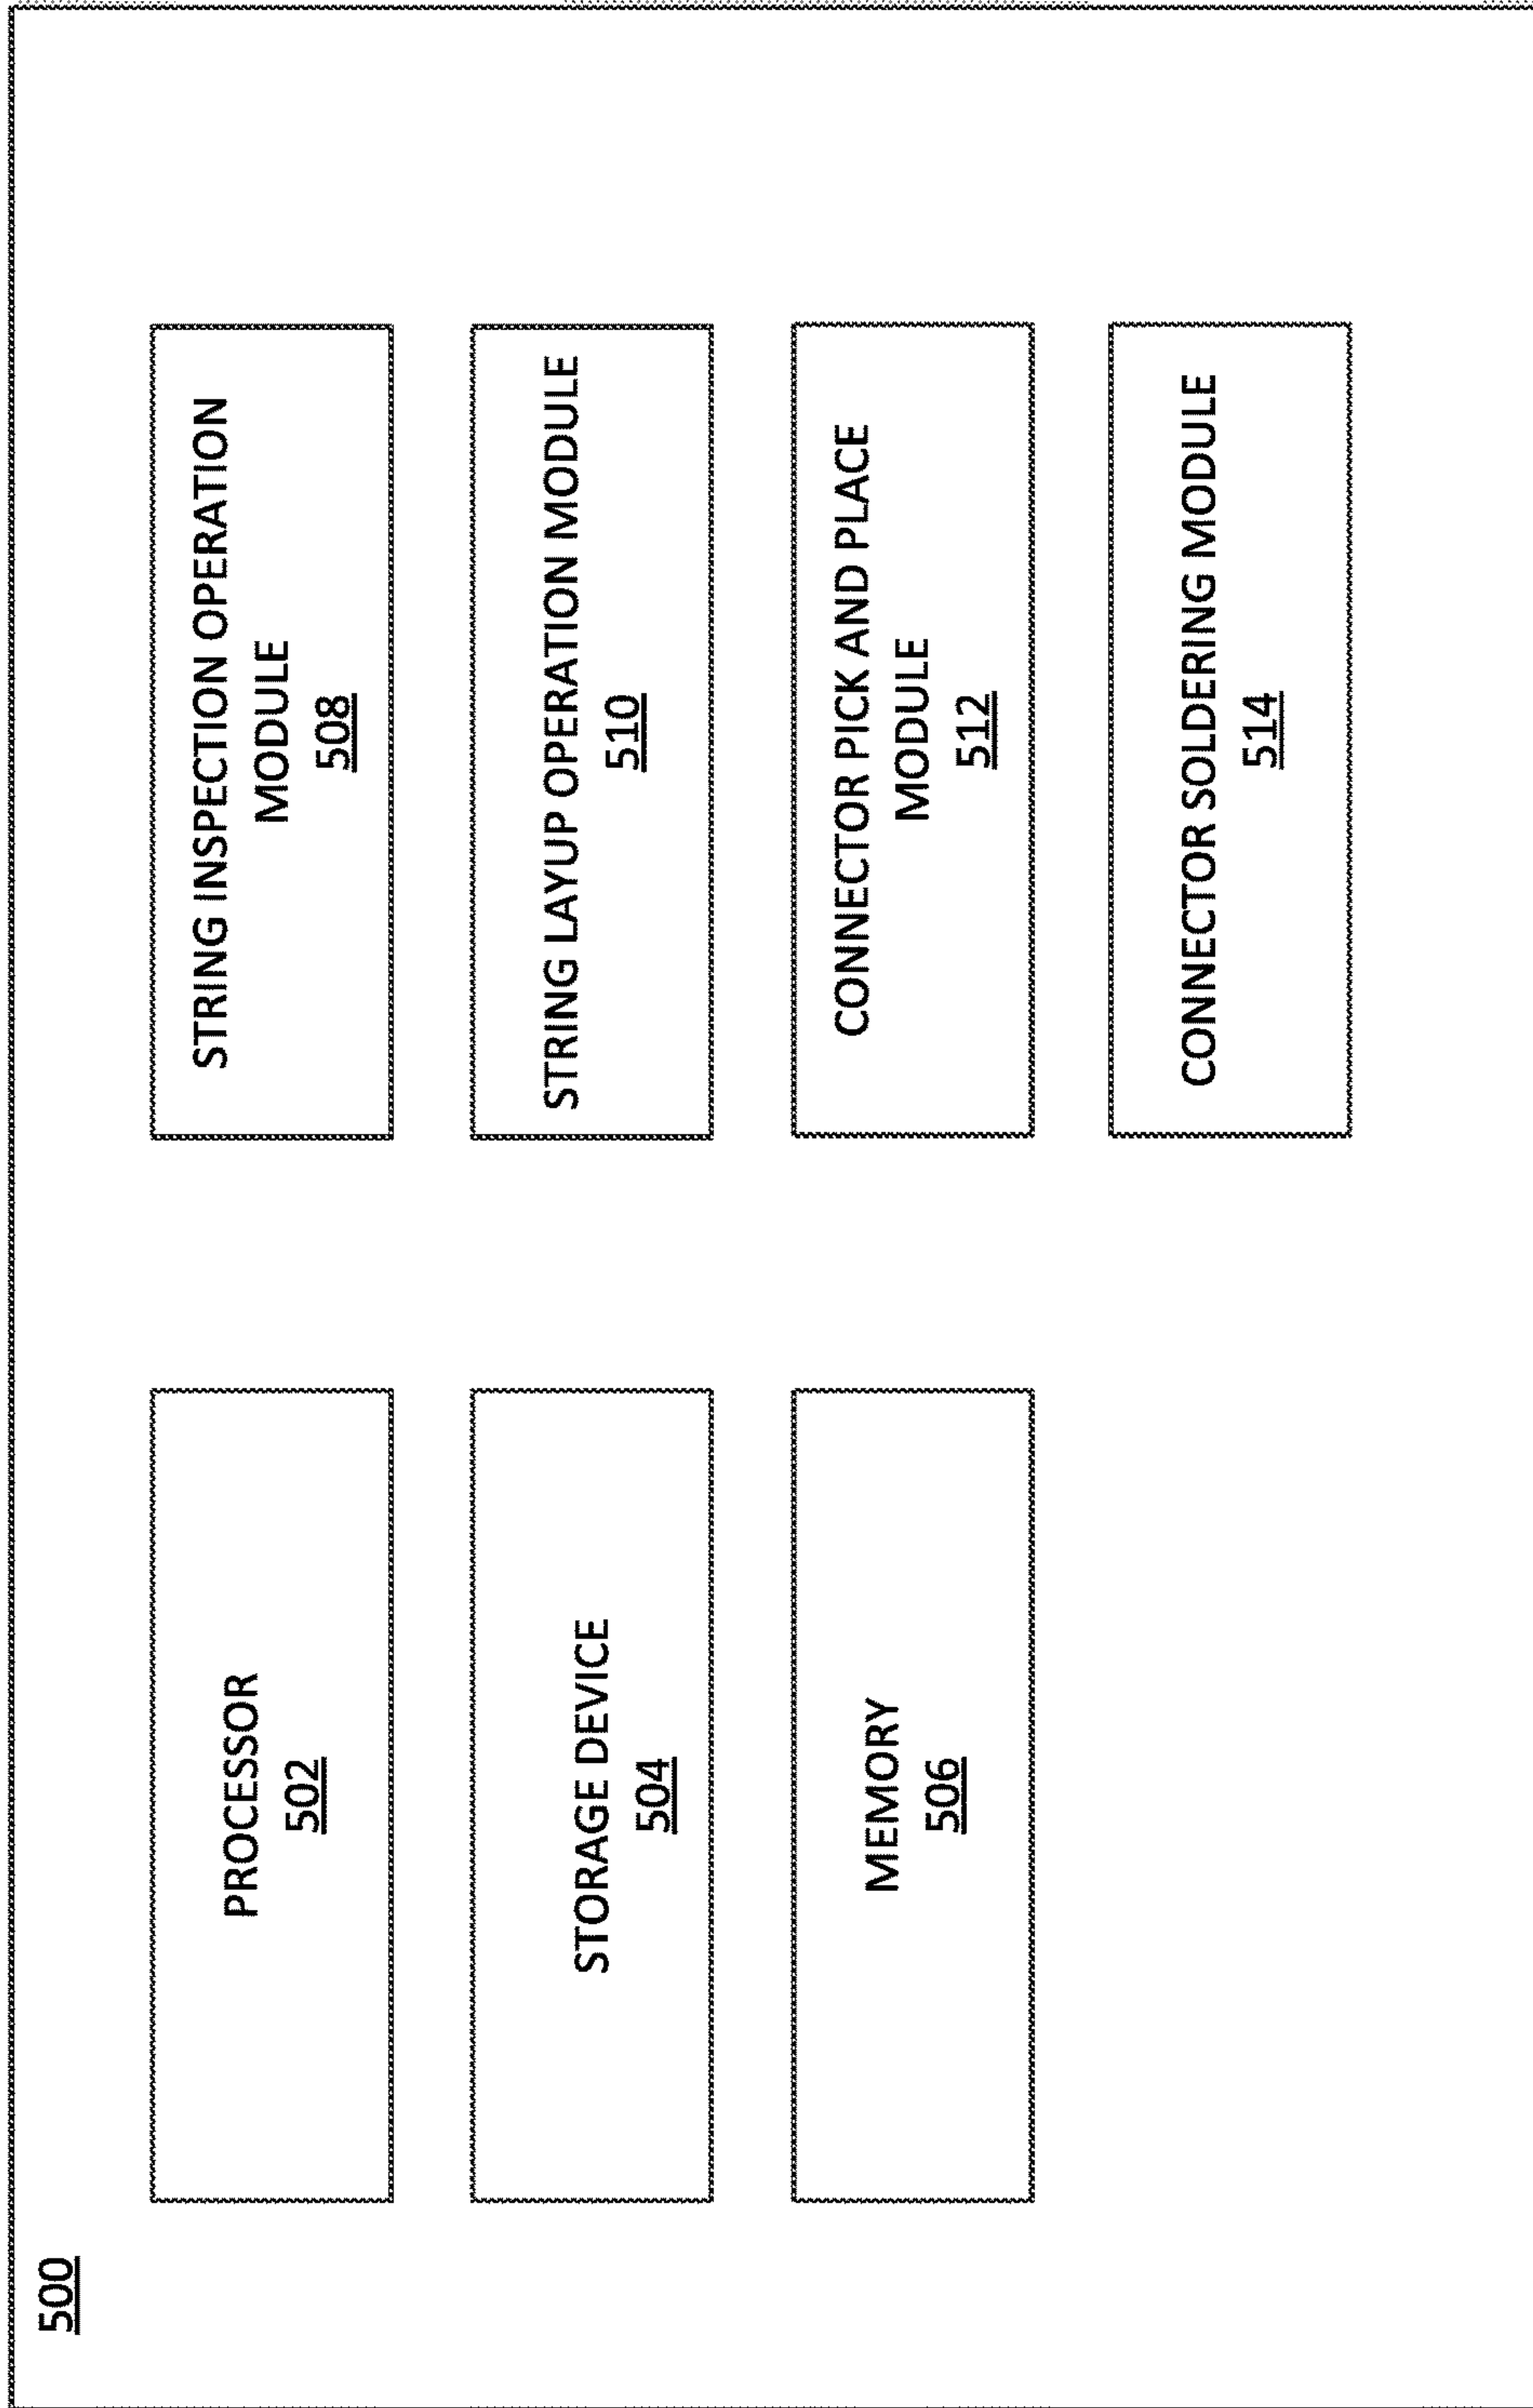 500
PROCESSOR
502
STORAGE DEVICE
504
MEMORY
506
STRING INSPECTION OPERATION
MODULE
508
STRING LAYUP OPERATION MODULE
510
CONNECTOR PICK AND PLACE
MODULE
512
CONNECTOR SOLDERING MODULE
514